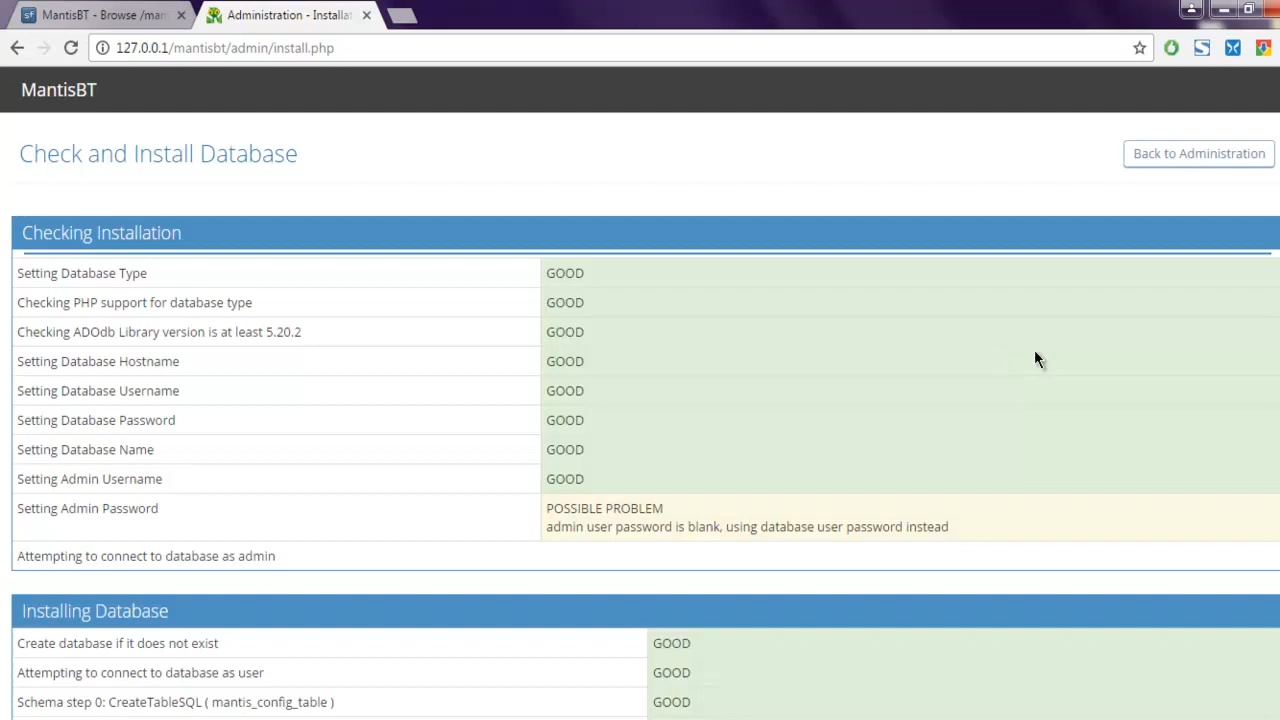 MantisBT - Browse /man
Administration - Installat
127.0.0.1/mantisbt/admin/install.php
MantisBT
Check and Install Database
Back to Administration
Checking Installation
Setting Database Type GOOD
Checking PHP support for database type GOOD
Checking ADOdb Library version is at least 5.20.2 GOOD
Setting Database Hostname GOOD
Setting Database Username GOOD
Setting Database Password GOOD
Setting Database Name GOOD
Setting Admin Username GOOD
Setting Admin Password POSSIBLE PROBLEM
admin user password is blank, using database user password instead
Attempting to connect to database as admin
Installing Database
Create database if it does not exist GOOD
Attempting to connect to database as user GOOD
Schema step 0: CreateTableSQL ( mantis_config_table ) GOOD